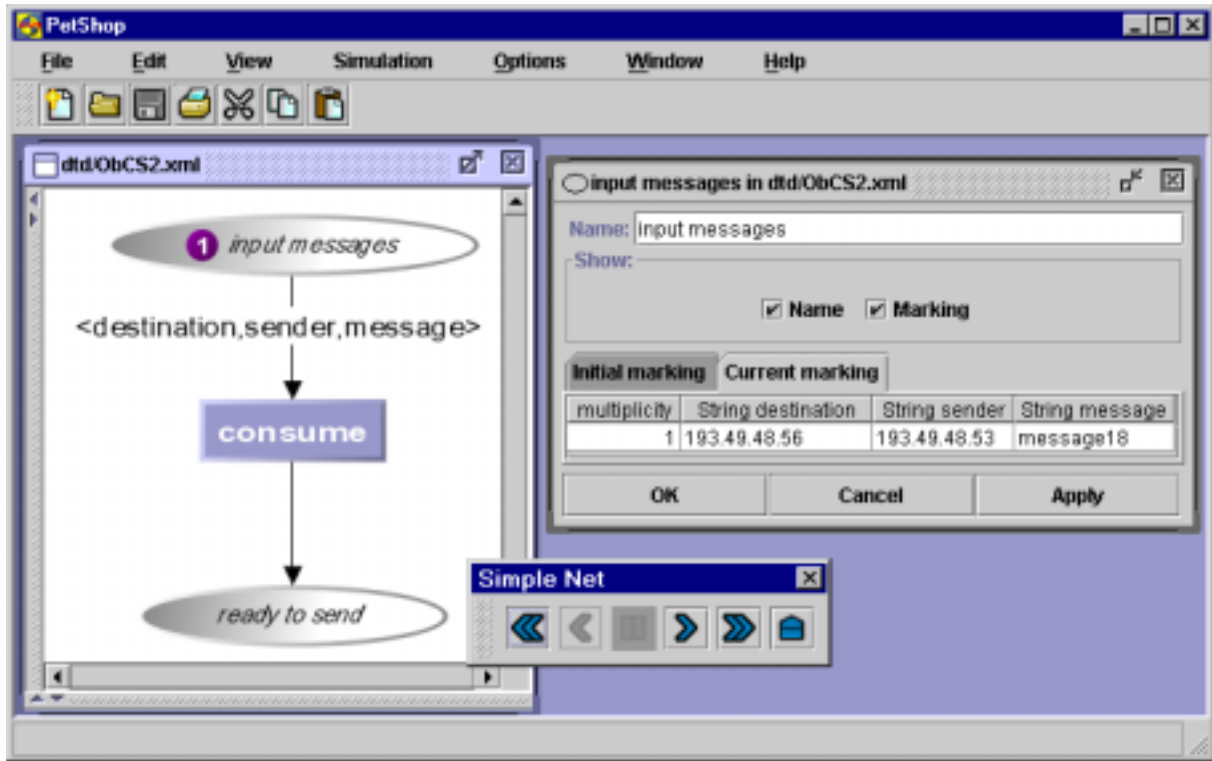 PetShop
File Edit View Simulation Options Window Help
dtd/ObCS2.xml
1 input messages
<destination,sender,message>
consume
ready to send
input messages in dtd/ObCS2.xml
Name: input messages
Show:
Name Marking
Initial marking Current marking
multiplicity String destination String sender String message
1 193.49.48.56 193.49.48.53 message18
OK Cancel Apply
Simple Net